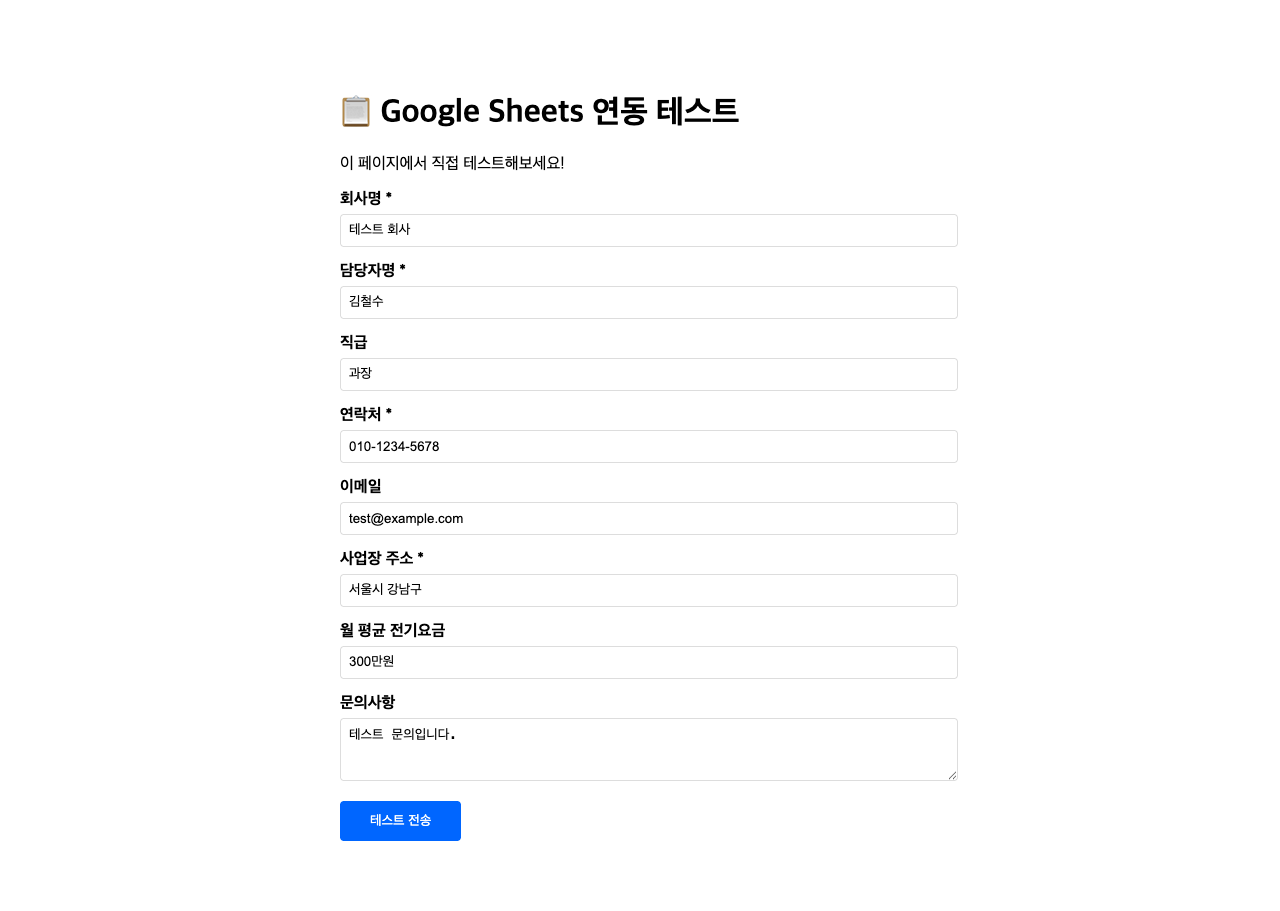 📋 Google Sheets 연동 테스트
이 페이지에서 직접 테스트해보세요!
회사명 *
테스트 회사
담당자명 *
김철수
직급
과장
연락처 *
010-1234-5678
이메일
test@example.com
사업장 주소 *
서울시 강남구
월 평균 전기요금
300만원
문의사항
테스트 문의입니다.
테스트 전송